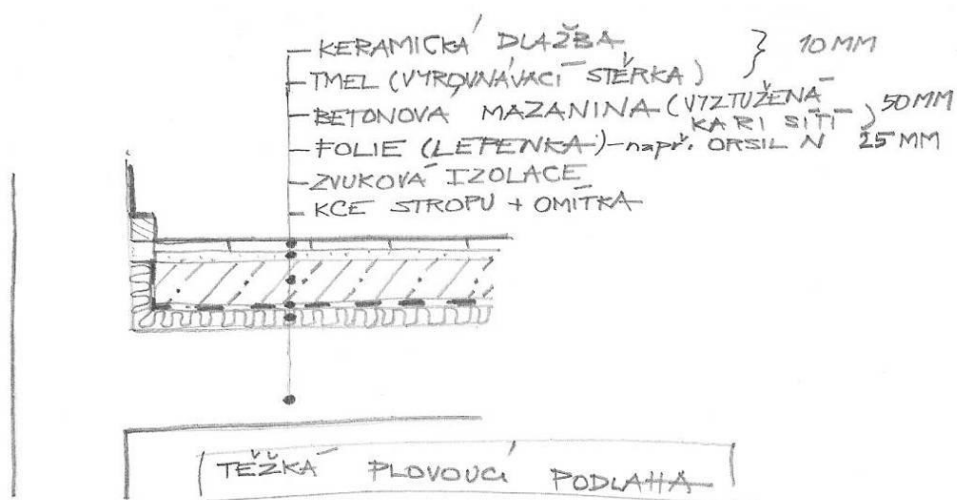 KERAMICKÁ DLAŽBA } 10 MM
TMEL (VYROVNÁVACÍ STĚRKA)
BETONOVÁ MAZANINA (VYZTUŽENÁ KARI SÍTÍ) 50 MM
FOLIE (LEPENKA) - např. ORSIL N 25 MM
ZVUKOVÁ IZOLACE
KCE STROPU + OMÍTKA
TĚŽKÁ PLOVOUCÍ PODLAHA